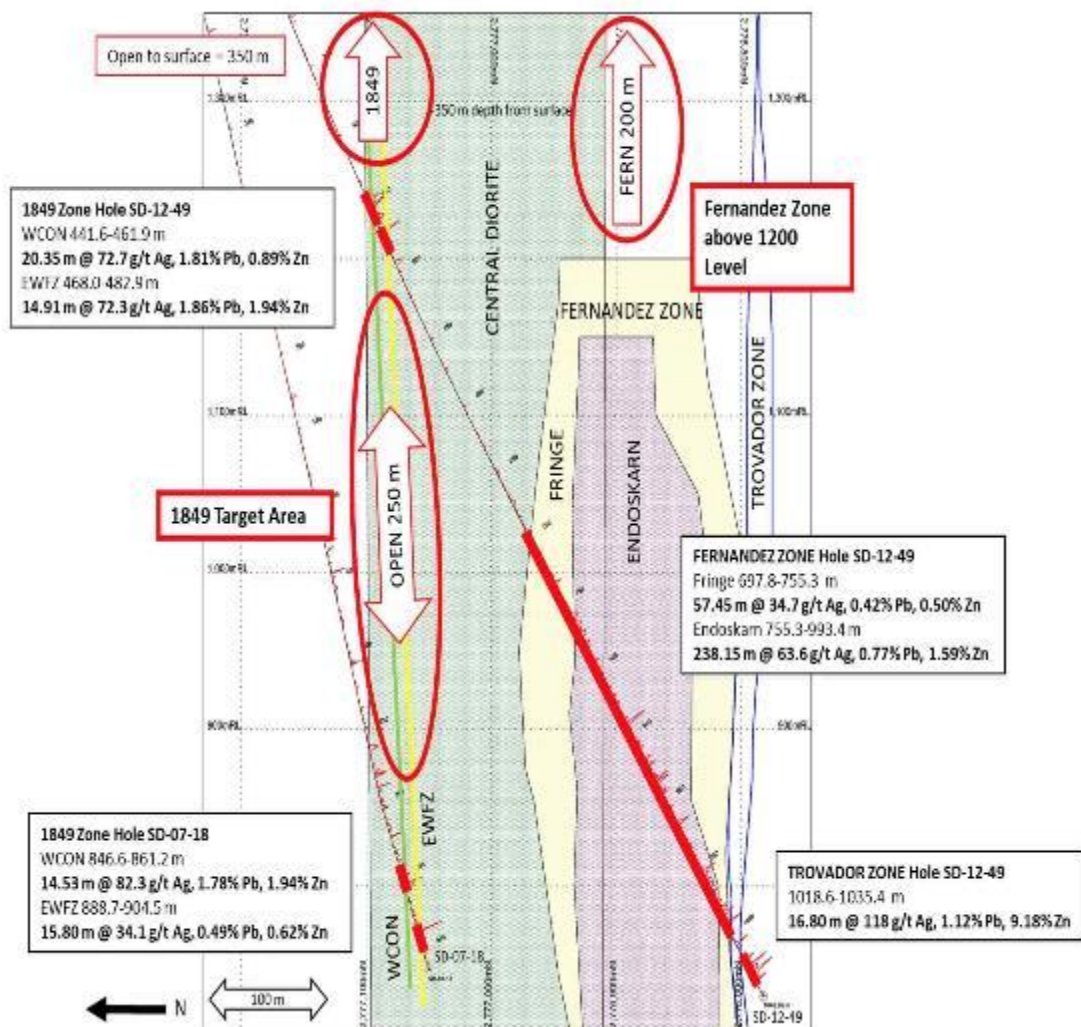 Open to surface = 350 m
1849
350 m depth from surface
FERN 200 m
CENTRAL DIORITE
Fernandez Zone
above 1200
Level
1849 Zone Hole SD-12-49
WCON 441.6-461.9 m
20.35 m @ 72.7 g/t Ag, 1.81% Pb, 0.89% Zn
EWFZ 468.0-482.9 m
14.91 m @ 72.3 g/t Ag, 1.86% Pb, 1.94% Zn
FERNANDEZ ZONE
TROVADOR ZONE
FRINGE
ENDOSKARN
OPEN 250 m
1849 Target Area
FERNANDEZ ZONE Hole SD-12-49
Fringe 697.8-755.3 m
57.45 m @ 34.7 g/t Ag, 0.42% Pb, 0.50% Zn
Endoskarn 755.3-993.4 m
238.15 m @ 63.6 g/t Ag, 0.77% Pb, 1.59% Zn
1849 Zone Hole SD-07-18
WCON 846.6-861.2 m
14.53 m @ 82.3 g/t Ag, 1.78% Pb, 1.94% Zn
EWFZ 888.7-904.5 m
15.80 m @ 34.1 g/t Ag, 0.49% Pb, 0.62% Zn
EWFZ
WCON
SD-07-18
TROVADOR ZONE Hole SD-12-49
1018.6-1035.4 m
16.80 m @ 118 g/t Ag, 1.12% Pb, 9.18% Zn
N
100 m
SD-12-49